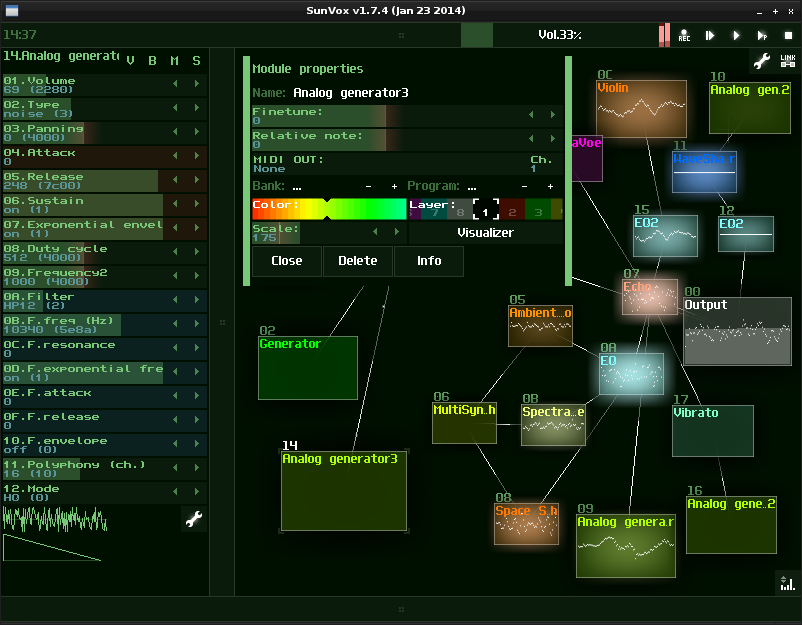 SunVox v1.7.4 (Jan 23 2014)
14:37
Vol.33%
REC
LINK
14.Analog generato
V B M S
01.Volume
69 (2280)
02.Type
noise (3)
03.Panning
0 (4000)
04.Attack
0
05.Release
248 (7c00)
06.Sustain
on (1)
07.Exponential envel
on (1)
08.Duty cycle
512 (4000)
09.Frequency2
1000 (4000)
0A.Filter
HP12 (2)
0B.F.freq (Hz)
10340 (5e8a)
0C.F.resonance
0
0D.F.exponential fre
on (1)
0E.F.attack
0
0F.F.release
0
10.F.envelope
off (0)
11.Polyphony (ch.)
16 (10)
12.Mode
HQ (0)
Module properties
Name: Analog generator3
Finetune:
0
Relative note:
0
MIDI OUT: Ch.
None 1
Bank: ... - + Program: ... - +
Color: Layer: 7 8 1 2 3 4
Scale:
175
Visualizer
Close Delete Info
0C
Violin
10
Analog gen.2
aVoe
11
WaveSha.r
15
EQ2
12
EQ2
07
Echo
00
Output
05
Ambient…o
02
Generator
0A
EQ
06
MultiSyn.h
0B
Spectra…e
17
Vibrato
14
Analog generator3
08
Space S.h
09
Analog genera.r
16
Analog gene..2